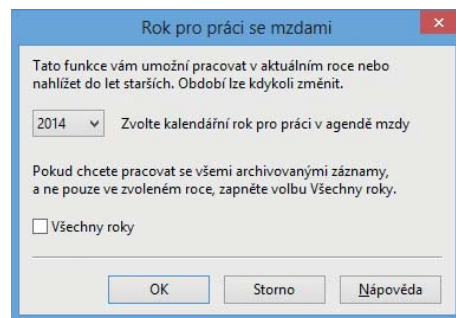 Rok pro práci se mzdami
Tato funkce vám umožní pracovat v aktuálním roce nebo
nahlížet do let starších. Období lze kdykoli změnit.
2014 Zvolte kalendářní rok pro práci v agendě mzdy
Pokud chcete pracovat se všemi archivovanými záznamy,
a ne pouze ve zvoleném roce, zapněte volbu Všechny roky.
Všechny roky
OK Storno Nápověda